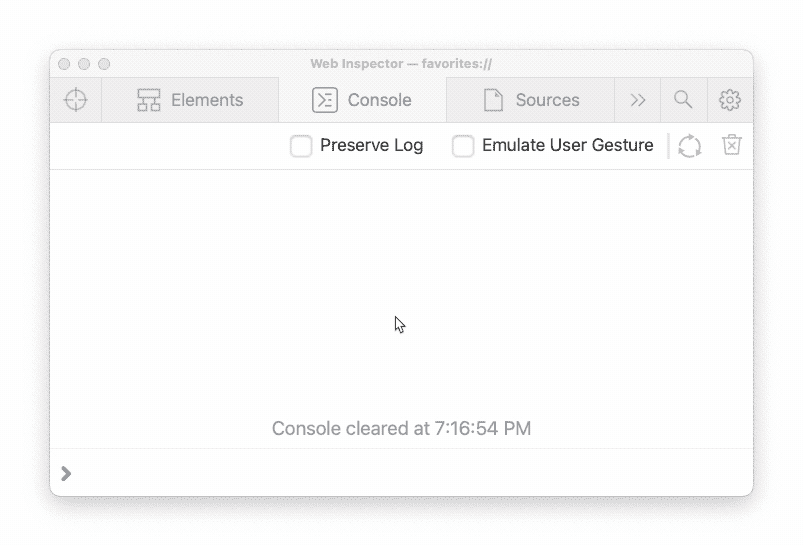 Web Inspector — favorites://
Elements
Console
Sources
Preserve Log
Emulate User Gesture
Console cleared at 7:16:54 PM